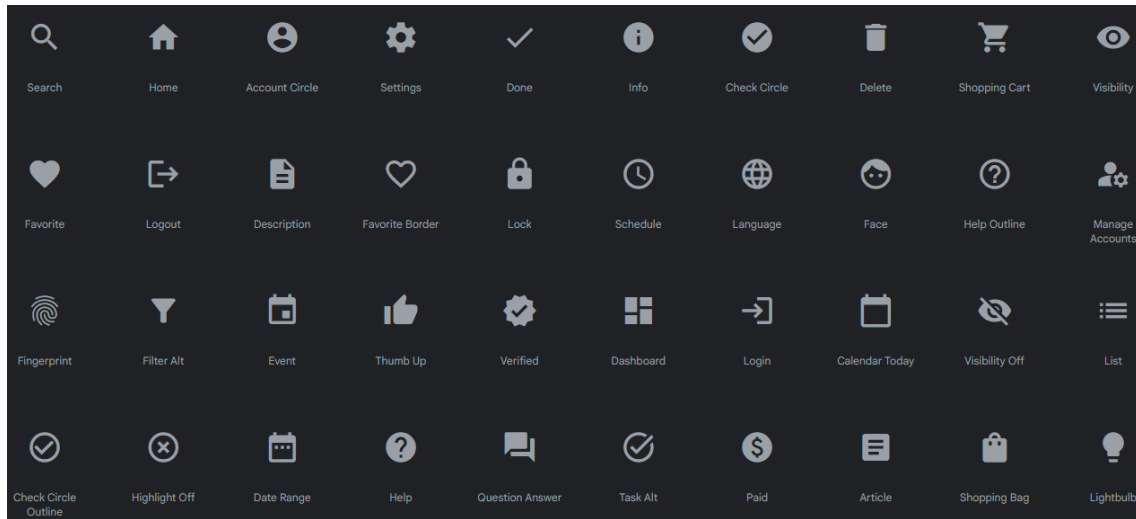 Search Home Account Circle Settings Done Info Check Circle Delete Shopping Cart Visibility
Favorite Logout Description Favorite Border Lock Schedule Language Face Help Outline Manage
Accounts
Fingerprint Filter Alt Event Thumb Up Verified Dashboard Login Calendar Today Visibility Off List
Check Circle Highlight Off Date Range Help Question Answer Task Alt Paid Article Shopping Bag Lightbulb
Outline